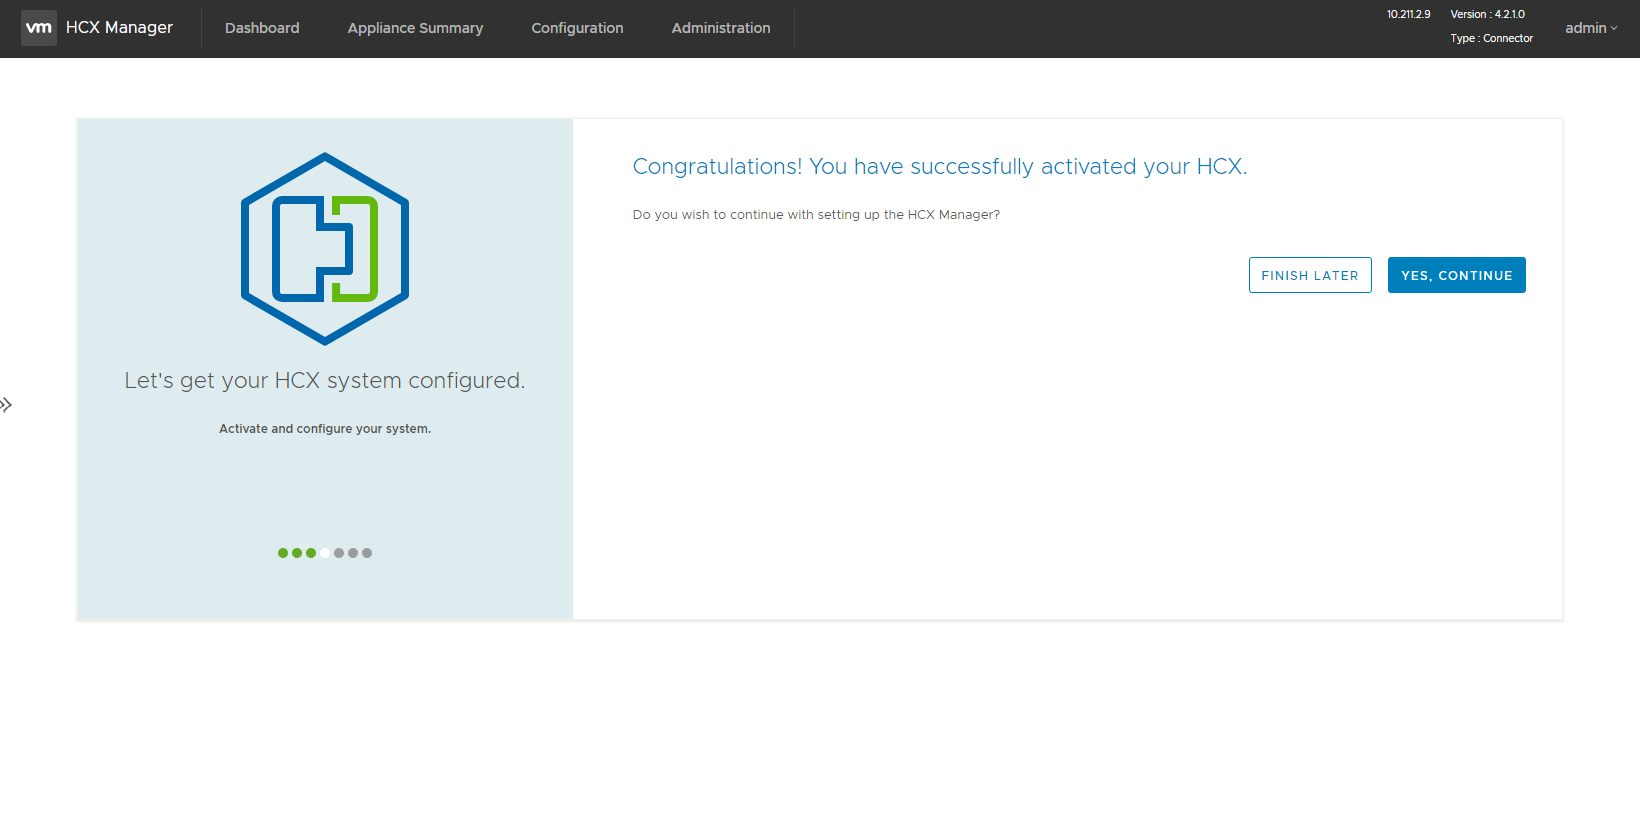 vm HCX Manager Dashboard Appliance Summary Configuration Administration 10.211.2.9 Version : 4.2.1.0 admin
Type : Connector
Congratulations! You have successfully activated your HCX.
Do you wish to continue with setting up the HCX Manager?
FINISH LATER YES, CONTINUE
Let's get your HCX system configured.
Activate and configure your system.